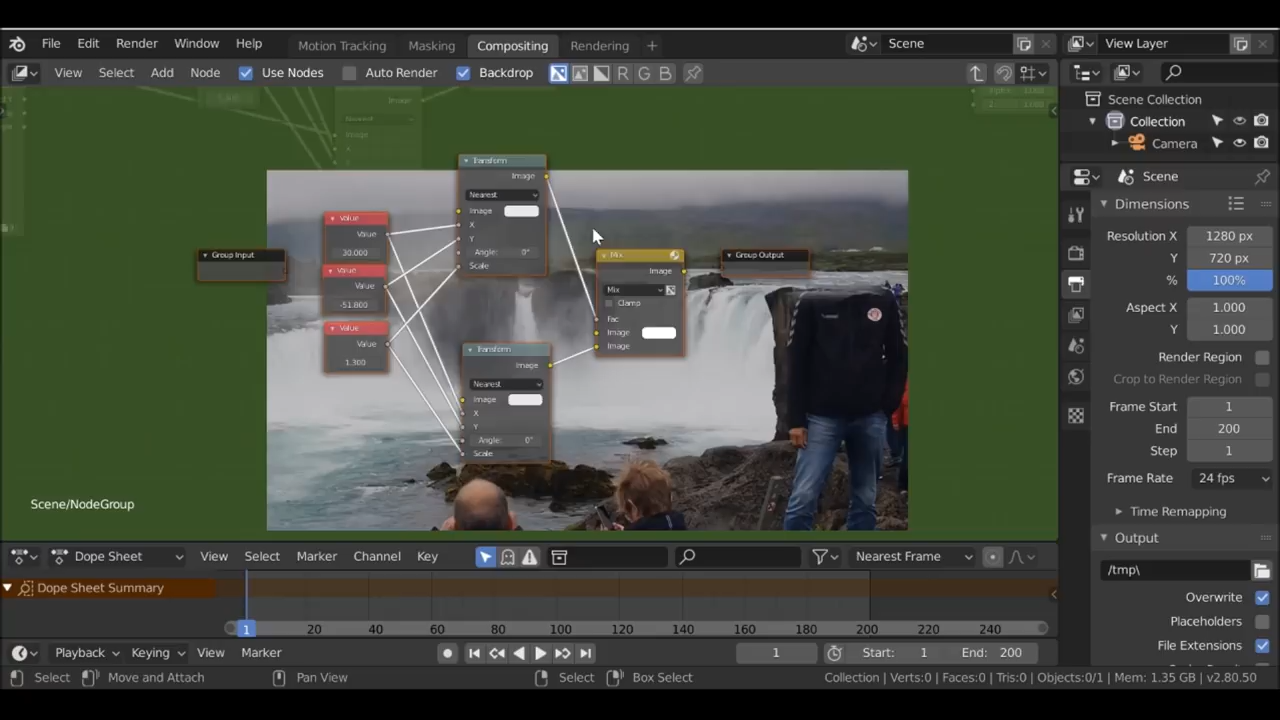 File Edit Render Window Help Motion Tracking Masking Compositing Rendering + Scene View Layer
View Select Add Node Use Nodes Auto Render Backdrop R G B
Scene Collection
Collection
Camera
Scene
Dimensions
Resolution X 1280 px
Y 720 px
% 100%
Aspect X 1.000
Y 1.000
Render Region
Crop to Render Region
Frame Start 1
End 200
Step 1
Frame Rate 24 fps
Time Remapping
Output
/tmp\
Overwrite
Placeholders
File Extensions
Image
Nearest
Image
Group Input
Value
Value
30.000
Value
Value
-51.800
Value
Value
1.300
Transform
Image
Nearest
Image
X
Y
Angle: 0°
Scale
Transform
Image
Nearest
Image
X
Y
Angle: 0°
Scale
Mix
Image
Mix
Clamp
Fac
Image
Image
Group Output
Scene/NodeGroup
Dope Sheet View Select Marker Channel Key Nearest Frame
Dope Sheet Summary
1 20 40 60 80 100 120 140 160 180 200 220 240
Playback Keying View Marker 1 Start: 1 End: 200
Select Move and Attach Pan View Select Box Select Collection | Verts:0 | Faces:0 | Tris:0 | Objects:0/1 | Mem: 1.35 GB | v2.80.50